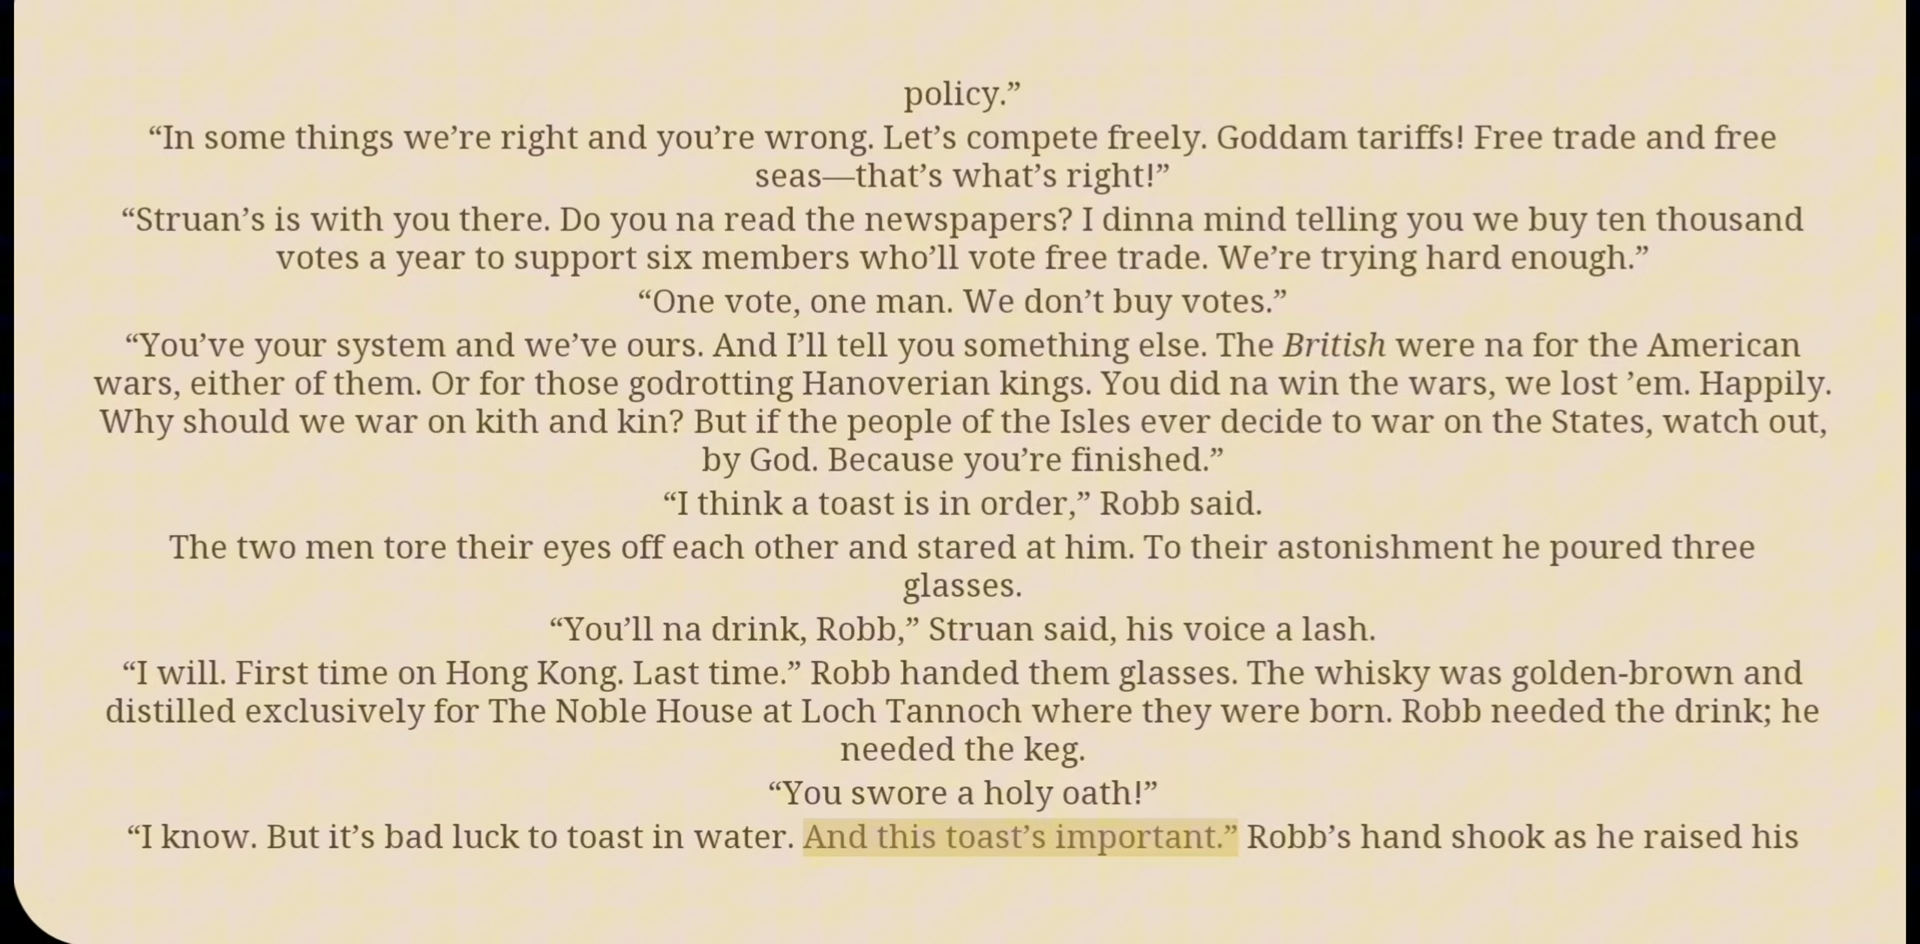 policy.”
“In some things we’re right and you’re wrong. Let’s compete freely. Goddam tariffs! Free trade and free
seas—that’s what’s right!”
“Struan’s is with you there. Do you na read the newspapers? I dinna mind telling you we buy ten thousand
votes a year to support six members who’ll vote free trade. We’re trying hard enough.”
“One vote, one man. We don’t buy votes.”
“You’ve your system and we’ve ours. And I’ll tell you something else. The British were na for the American
wars, either of them. Or for those godrotting Hanoverian kings. You did na win the wars, we lost ’em. Happily.
Why should we war on kith and kin? But if the people of the Isles ever decide to war on the States, watch out,
by God. Because you’re finished.”
“I think a toast is in order,” Robb said.
The two men tore their eyes off each other and stared at him. To their astonishment he poured three
glasses.
“You’ll na drink, Robb,” Struan said, his voice a lash.
“I will. First time on Hong Kong. Last time.” Robb handed them glasses. The whisky was golden-brown and
distilled exclusively for The Noble House at Loch Tannoch where they were born. Robb needed the drink; he
needed the keg.
“You swore a holy oath!”
“I know. But it’s bad luck to toast in water. And this toast’s important.” Robb’s hand shook as he raised his